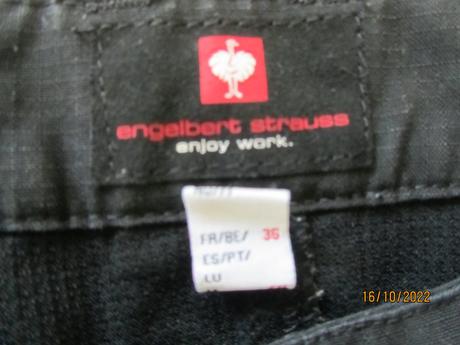 engelbert strauss
enjoy work.
FR/BE/ 36
ES/PT/
LU
16/10/2022